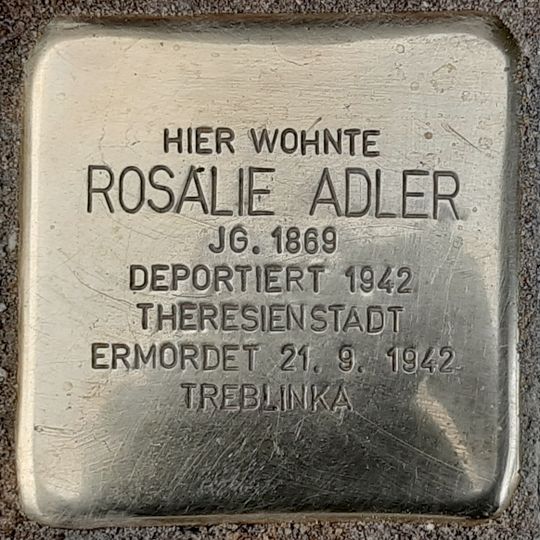 HIER WOHNTE
ROSALIE ADLER
JG. 1869
DEPORTIERT 1942
THERESIENSTADT
ERMORDET 21. 9. 1942
TREBLINKA